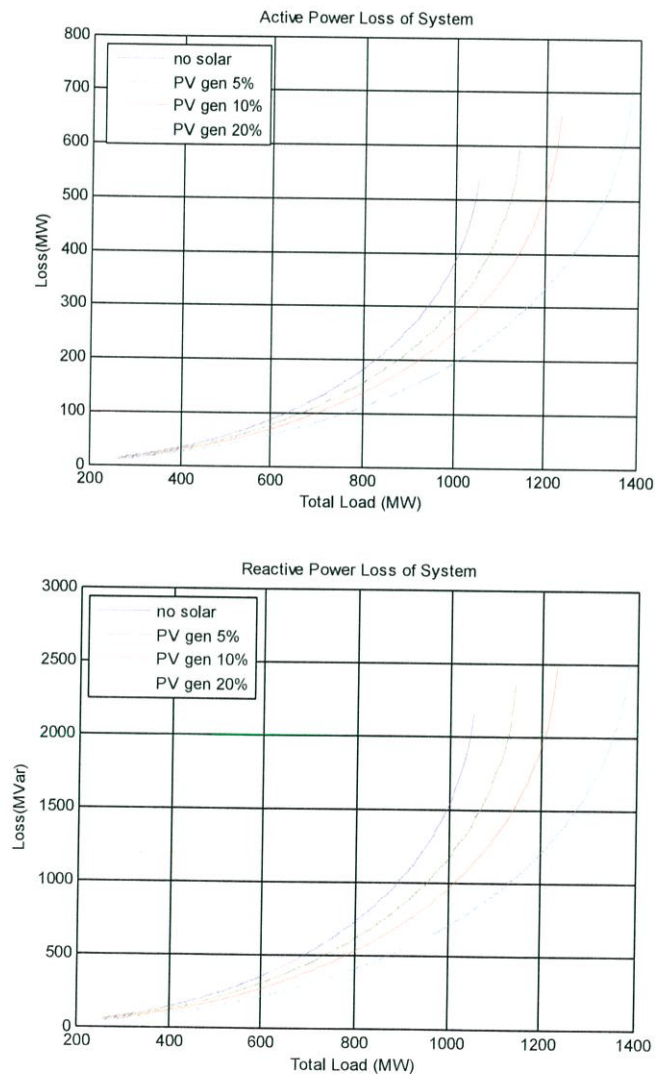 Active Power Loss of System
800
700
600
500
400
300
200
100
0
Loss(MW)
no solar
PV gen 5%
PV gen 10%
PV gen 20%
200 400 600 800 1000 1200 1400
Total Load (MW)
Reactive Power Loss of System
3000
2500
2000
1500
1000
500
0
Loss(MVar)
no solar
PV gen 5%
PV gen 10%
PV gen 20%
200 400 600 800 1000 1200 1400
Total Load (MW)